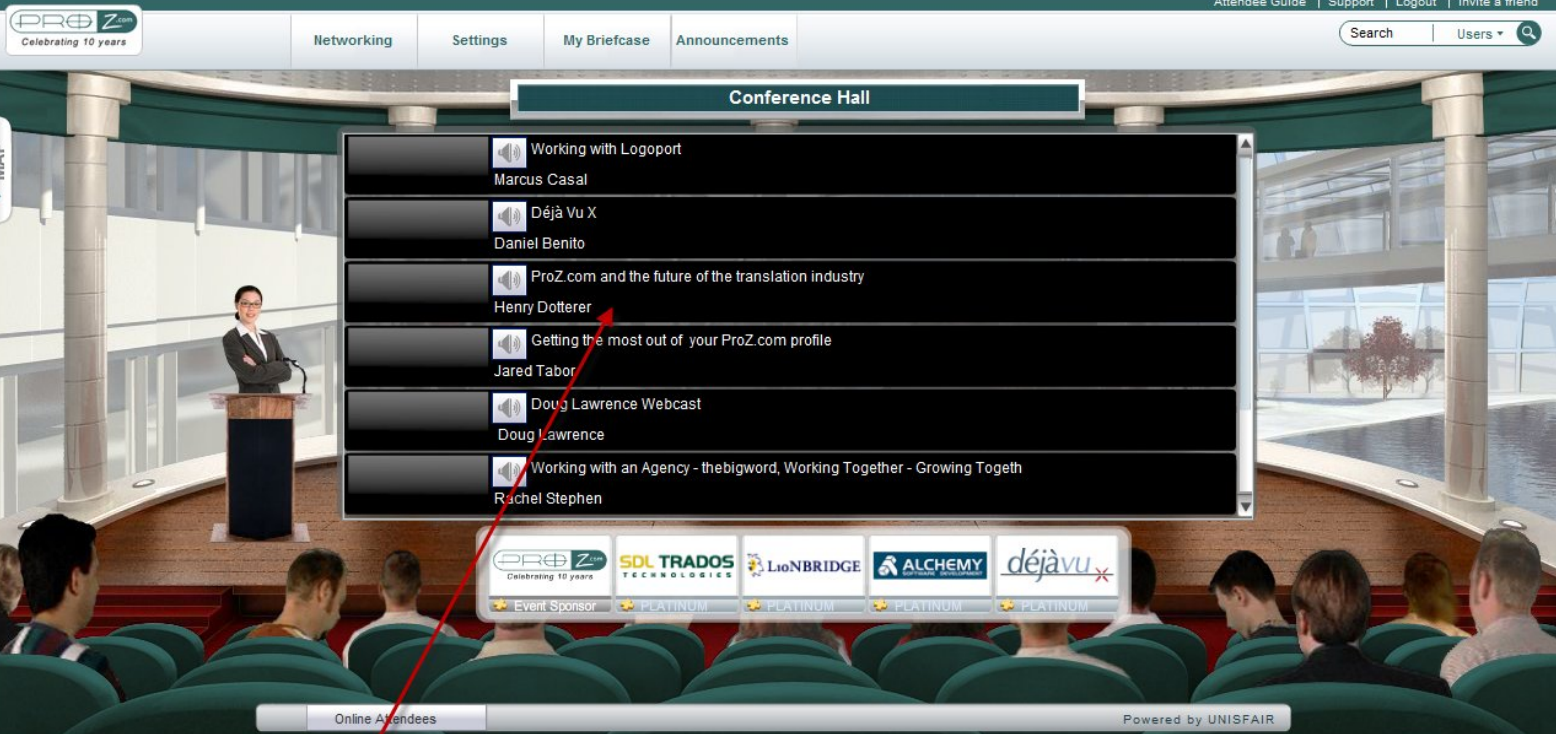 Attendee Guide | Support | Logout | Invite a friend
PROZ.com
Celebrating 10 years
Networking
Settings
My Briefcase
Announcements
Search
Users
MAP
Conference Hall
Working with Logoport
Marcus Casal
Déjà Vu X
Daniel Benito
ProZ.com and the future of the translation industry
Henry Dotterer
Getting the most out of your ProZ.com profile
Jared Tabor
Doug Lawrence Webcast
Doug Lawrence
Working with an Agency - thebigword, Working Together - Growing Togeth
Rachel Stephen
PROZ.com
Celebrating 10 years
Event Sponsor
SDL TRADOS
TECHNOLOGIES
PLATINUM
LIONBRIDGE
PLATINUM
ALCHEMY
SOFTWARE DEVELOPMENT
PLATINUM
déjàvu x
PLATINUM
Online Attendees
Powered by UNISFAIR